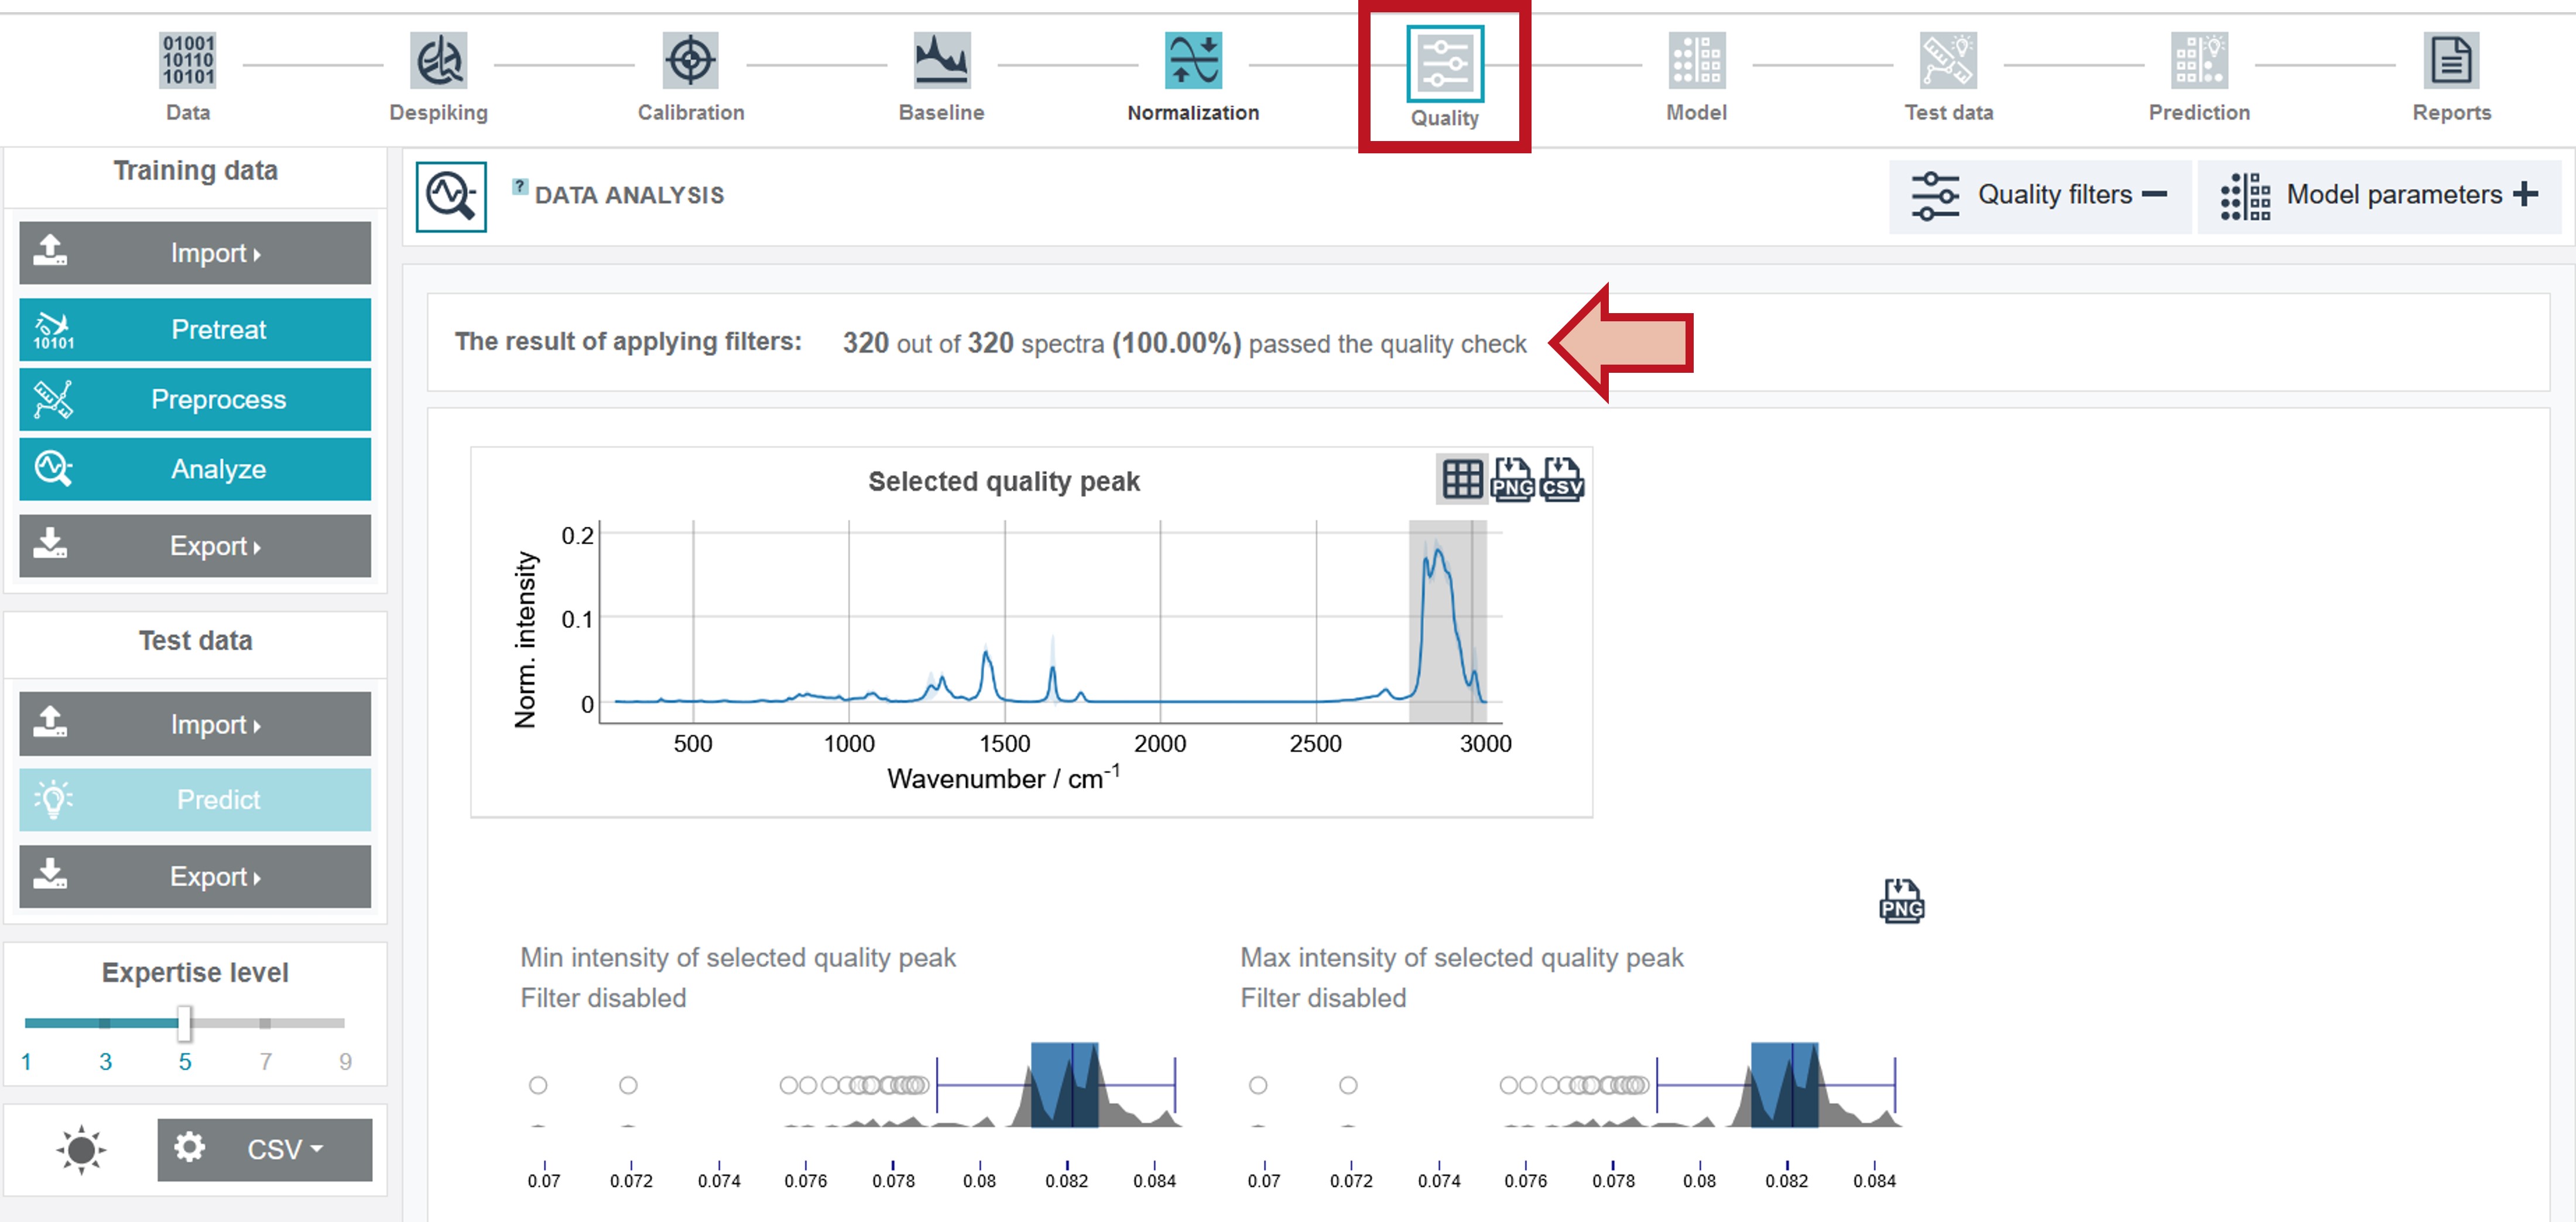 01001
10110
10101
Data
Despiking
Calibration
Baseline
Normalization
Quality
Model
Test data
Prediction
Reports
Training data
Import
10101
Pretreat
Preprocess
Analyze
Export
Test data
Import
Predict
Export
Expertise level
1 3 5 7 9
CSV
? DATA ANALYSIS
Quality filters
Model parameters
The result of applying filters: 320 out of 320 spectra (100.00%) passed the quality check
Selected quality peak
PNG CSV
Norm. intensity
0.2
0.1
0
500 1000 1500 2000 2500 3000
Wavenumber / cm-1
PNG
Min intensity of selected quality peak
Filter disabled
0.07 0.072 0.074 0.076 0.078 0.08 0.082 0.084
Max intensity of selected quality peak
Filter disabled
0.07 0.072 0.074 0.076 0.078 0.08 0.082 0.084